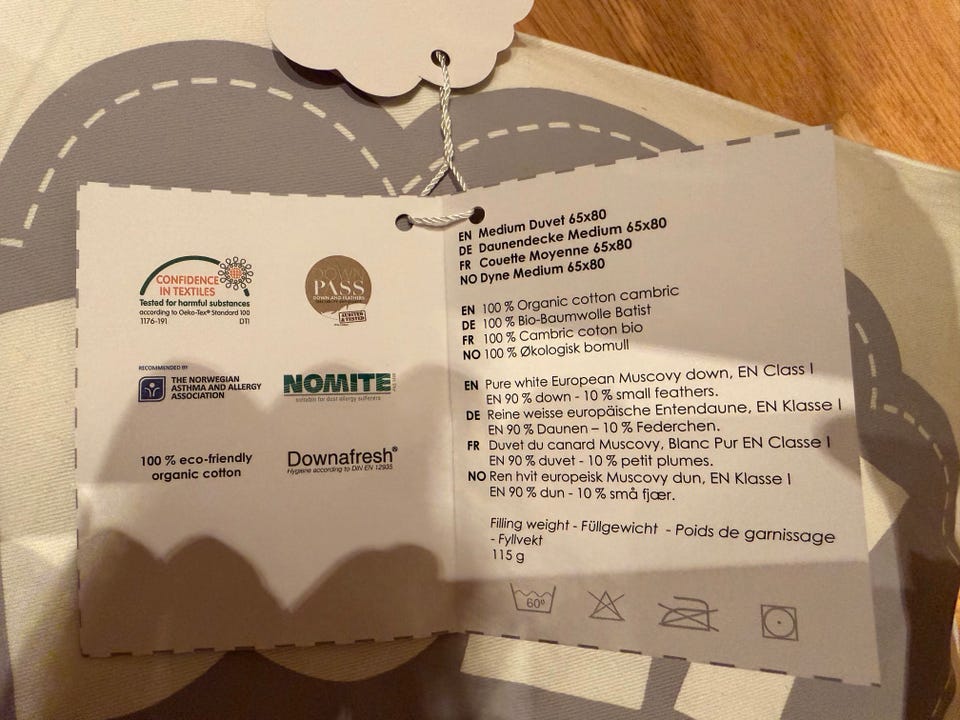 CONFIDENCE
IN TEXTILES
Tested for harmful substances
according to Oeko-Tex® Standard 100
1176-191 DTI
DOWN
PASS
DOWN AND FEATHERS
AUDITED
& TESTED
RECOMMENDED BY
THE NORWEGIAN
ASTHMA AND ALLERGY
ASSOCIATION
NOMITE
suitable for dust allergy sufferers
100 % eco-friendly
organic cotton
Downafresh®
Hygiene according to DIN EN 12935
EN Medium Duvet 65x80
DE Daunendecke Medium 65x80
FR Couette Moyenne 65x80
NO Dyne Medium 65x80
EN 100 % Organic cotton cambric
DE 100 % Bio-Baumwolle Batist
FR 100 % Cambric coton bio
NO 100 % Økologisk bomull
EN Pure white European Muscovy down, EN Class I
EN 90 % down - 10 % small feathers.
DE Reine weisse europäische Entendaune, EN Klasse I
EN 90 % Daunen – 10 % Federchen.
FR Duvet du canard Muscovy, Blanc Pur EN Classe I
EN 90 % duvet - 10 % petit plumes.
NO Ren hvit europeisk Muscovy dun, EN Klasse I
EN 90 % dun - 10 % små fjær.
Filling weight - Füllgewicht - Poids de garnissage
- Fyllvekt
115 g
60°